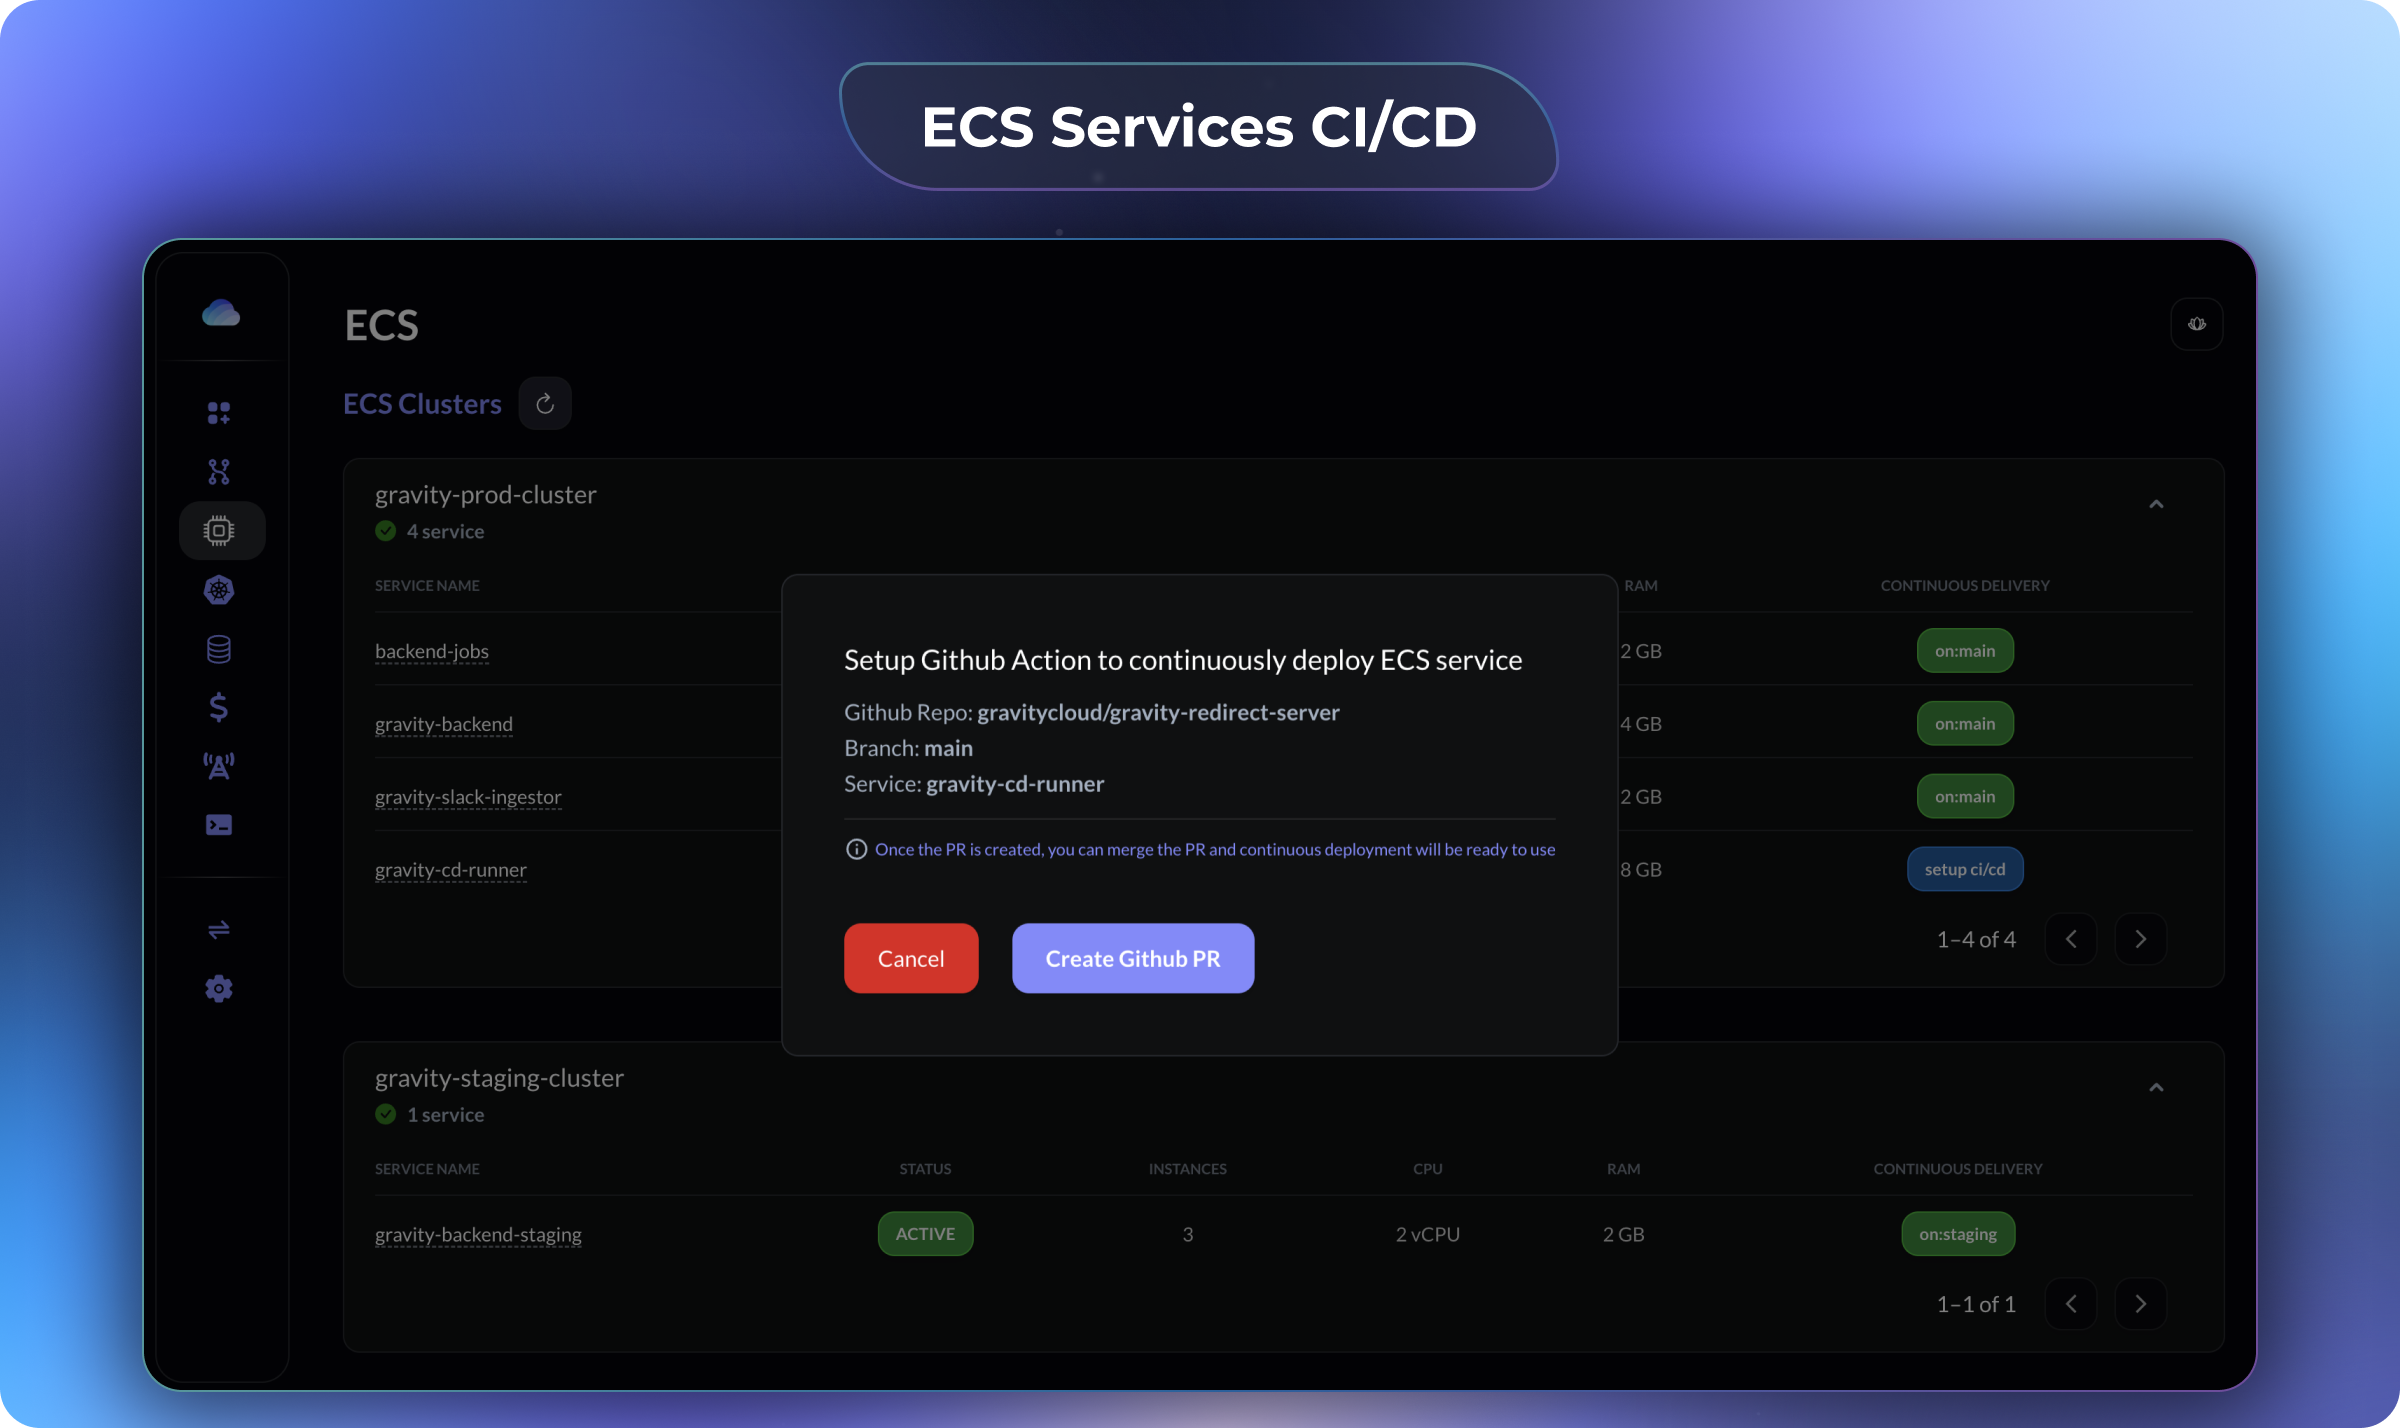 ECS Services CI/CD
ECS
ECS Clusters
gravity-prod-cluster
4 service
SERVICE NAME RAM CONTINUOUS DELIVERY
backend-jobs 2 GB on:main
gravity-backend 4 GB on:main
gravity-slack-ingestor 2 GB on:main
gravity-cd-runner 8 GB setup ci/cd
1–4 of 4
Setup Github Action to continuously deploy ECS service
Github Repo: gravitycloud/gravity-redirect-server
Branch: main
Service: gravity-cd-runner
Once the PR is created, you can merge the PR and continuous deployment will be ready to use
Cancel Create Github PR
gravity-staging-cluster
1 service
SERVICE NAME STATUS INSTANCES CPU RAM CONTINUOUS DELIVERY
gravity-backend-staging ACTIVE 3 2 vCPU 2 GB on:staging
1–1 of 1